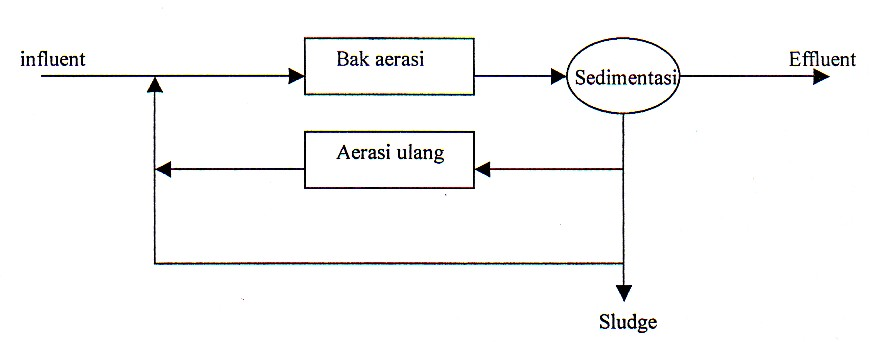 influent
Bak aerasi
Sedimentasi
Effluent
Aerasi ulang
Sludge